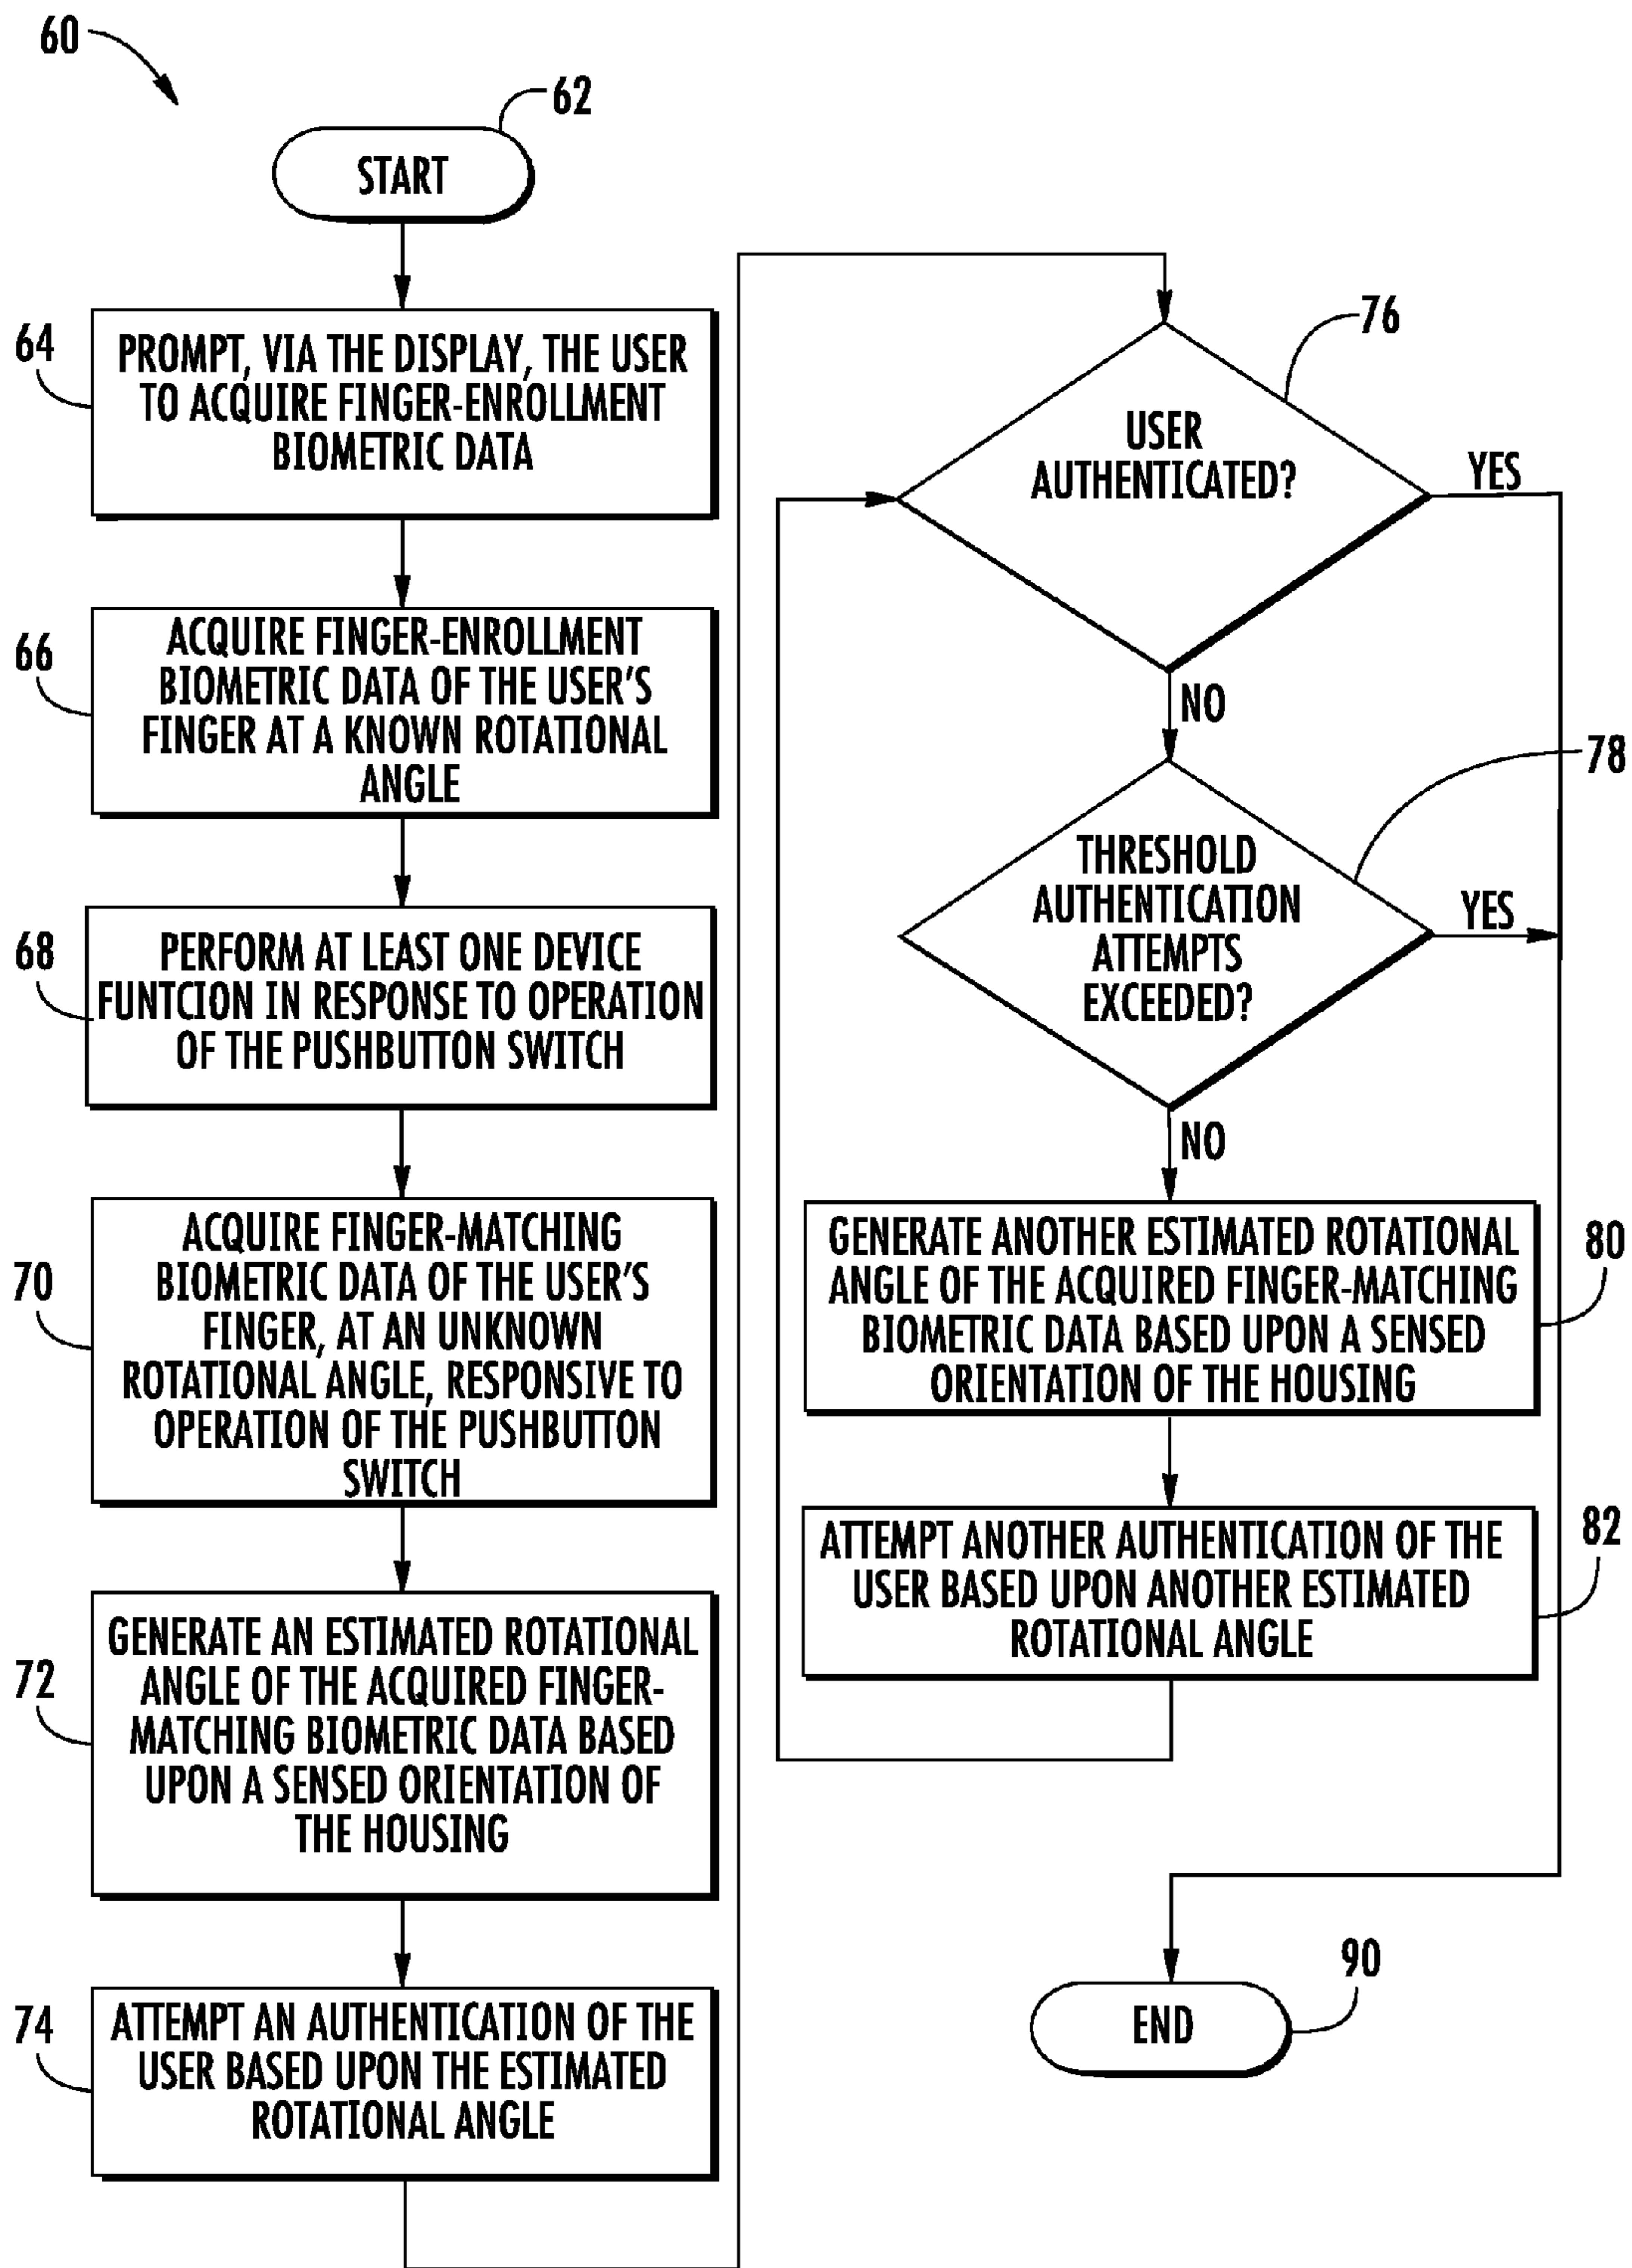 60
62
START
64
PROMPT, VIA THE DISPLAY, THE USER
TO ACQUIRE FINGER-ENROLLMENT
BIOMETRIC DATA
66
ACQUIRE FINGER-ENROLLMENT
BIOMETRIC DATA OF THE USER'S
FINGER AT A KNOWN ROTATIONAL
ANGLE
68
PERFORM AT LEAST ONE DEVICE
FUNTCION IN RESPONSE TO OPERATION
OF THE PUSHBUTTON SWITCH
70
ACQUIRE FINGER-MATCHING
BIOMETRIC DATA OF THE USER'S
FINGER, AT AN UNKNOWN
ROTATIONAL ANGLE, RESPONSIVE TO
OPERATION OF THE PUSHBUTTON
SWITCH
72
GENERATE AN ESTIMATED ROTATIONAL
ANGLE OF THE ACQUIRED FINGER-
MATCHING BIOMETRIC DATA BASED
UPON A SENSED ORIENTATION OF
THE HOUSING
74
ATTEMPT AN AUTHENTICATION OF THE
USER BASED UPON THE ESTIMATED
ROTATIONAL ANGLE
76
USER
AUTHENTICATED?
YES
NO
78
THRESHOLD
AUTHENTICATION
ATTEMPTS
EXCEEDED?
YES
NO
80
GENERATE ANOTHER ESTIMATED ROTATIONAL
ANGLE OF THE ACQUIRED FINGER-MATCHING
BIOMETRIC DATA BASED UPON A SENSED
ORIENTATION OF THE HOUSING
82
ATTEMPT ANOTHER AUTHENTICATION OF THE
USER BASED UPON ANOTHER ESTIMATED
ROTATIONAL ANGLE
90
END